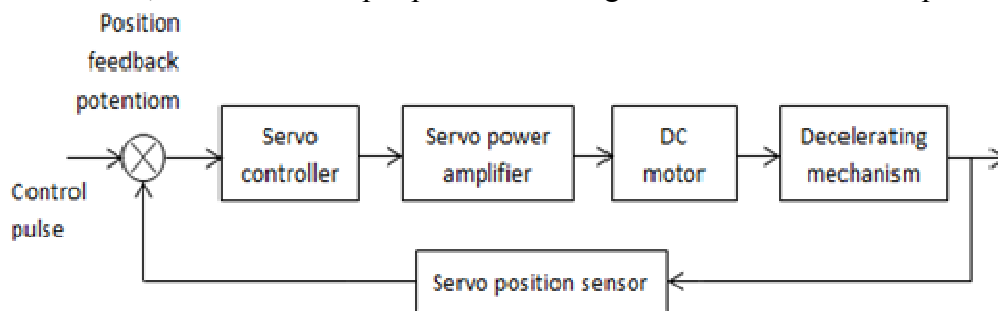 Position
feedback
potentiom
Control
pulse
Servo
controller
Servo power
amplifier
DC
motor
Decelerating
mechanism
Servo position sensor